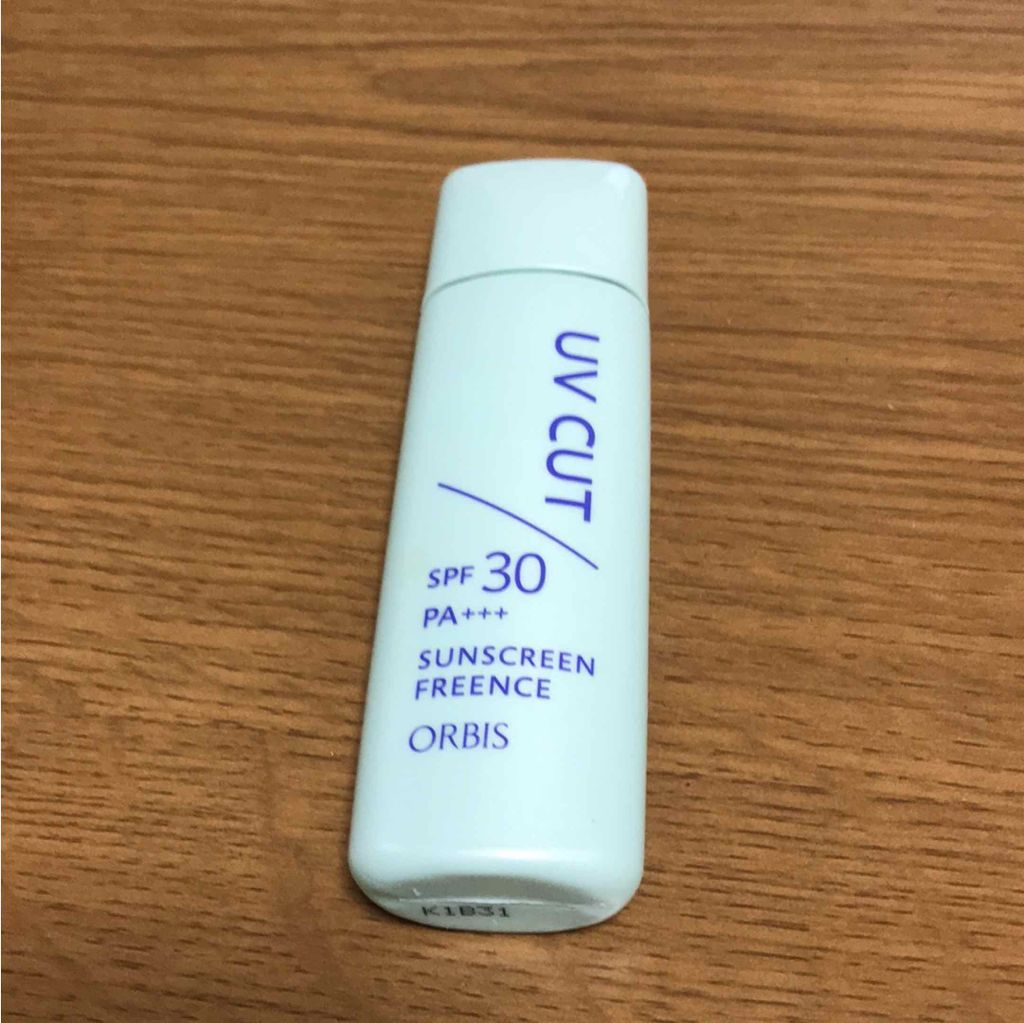 UV CUT
SPF 30
PA+++
SUNSCREEN
FREENCE
ORBIS
K1B31